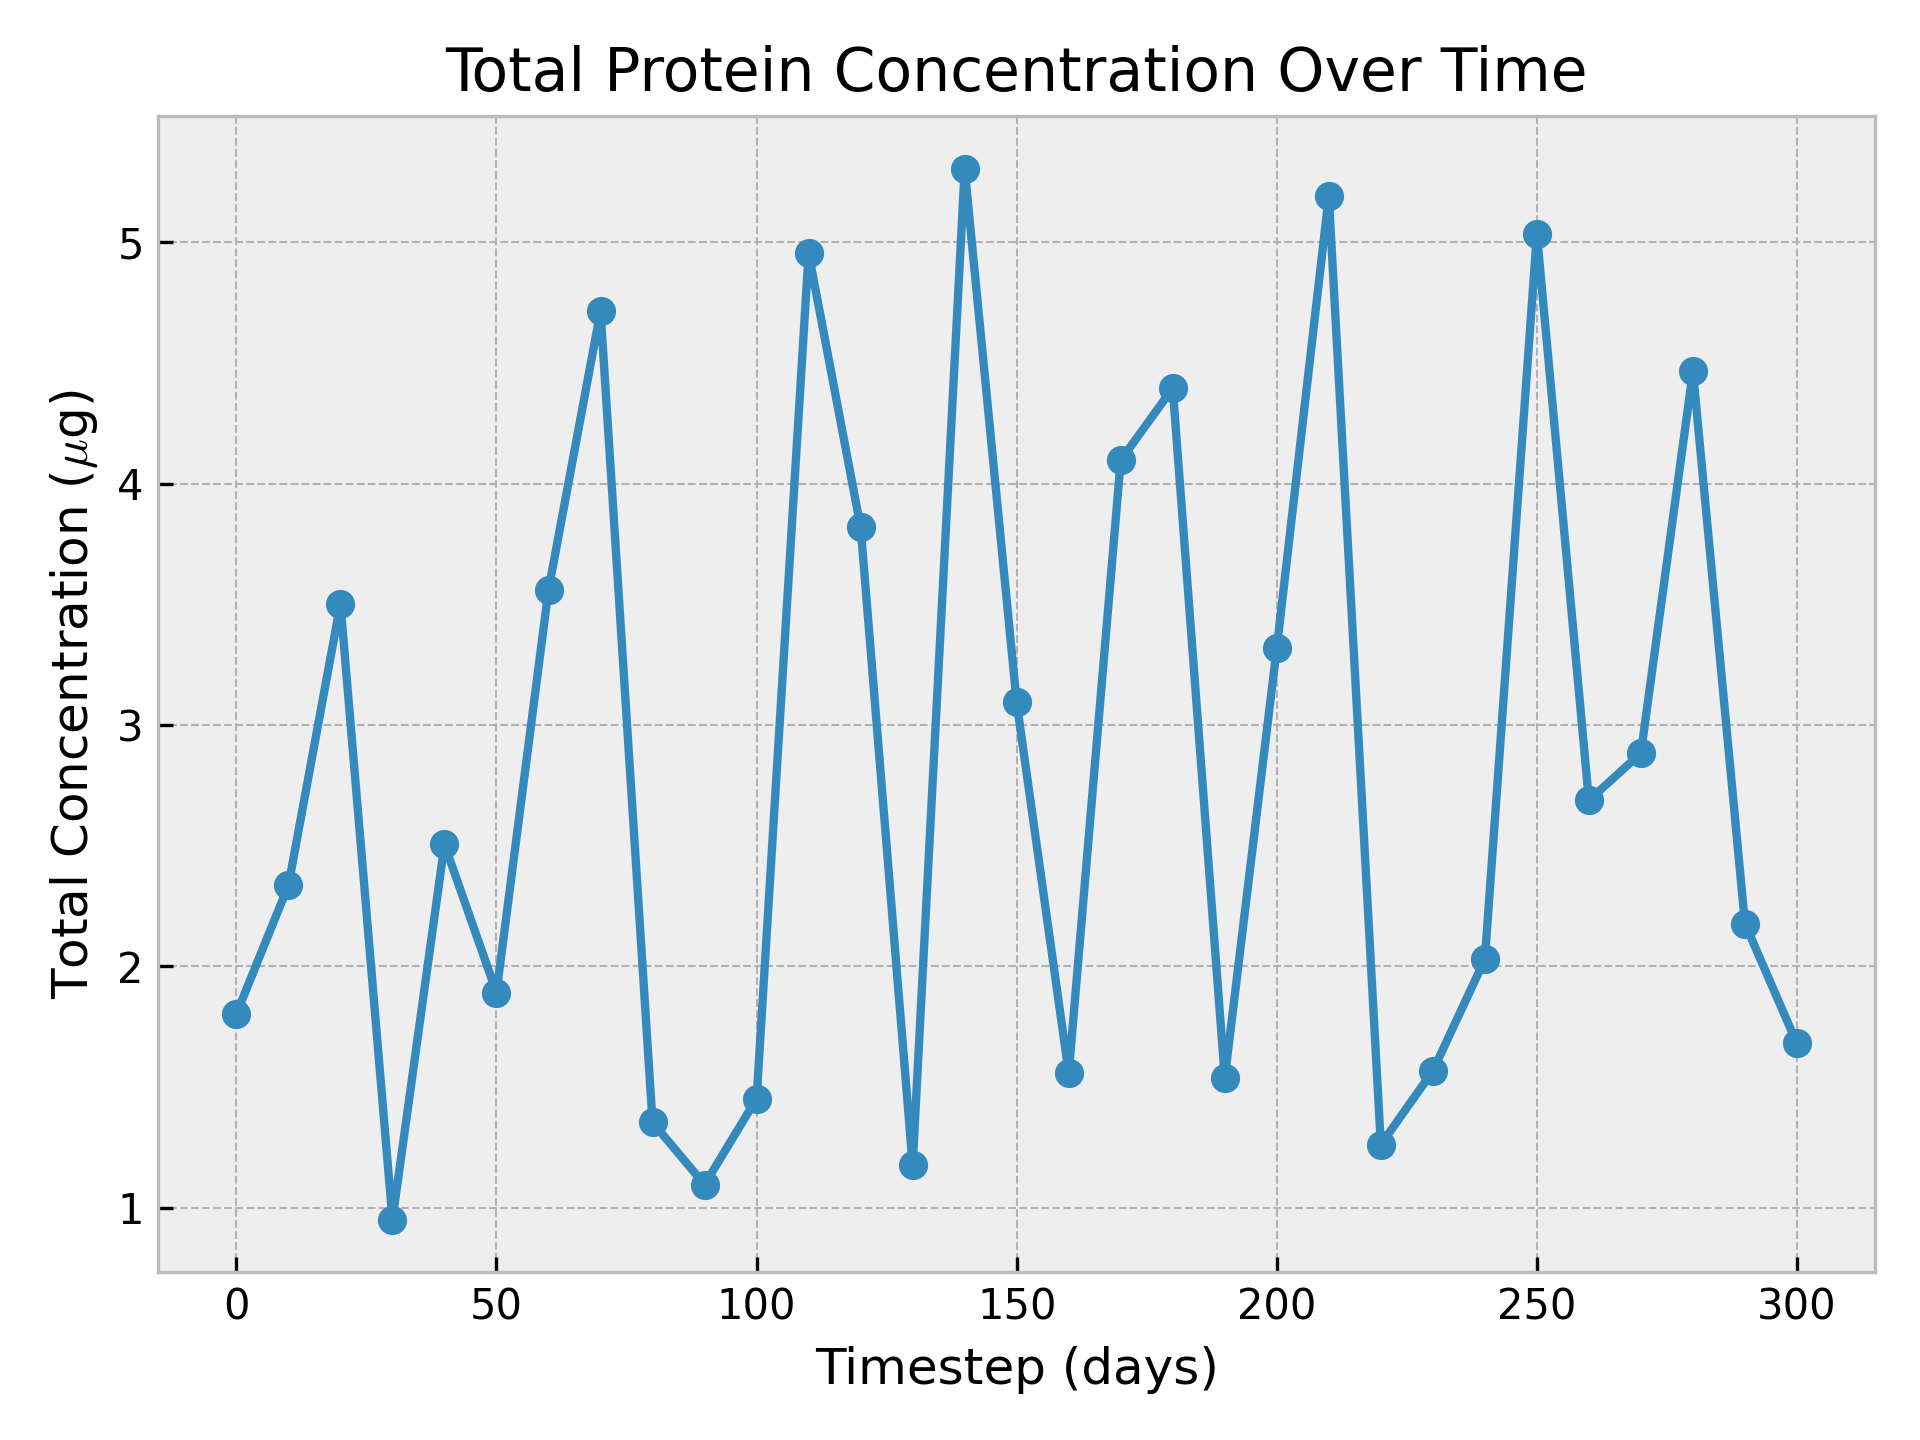 Total Protein Concentration Over Time
Total Concentration (μg)
5
4
3
2
1
0 50 100 150 200 250 300
Timestep (days)